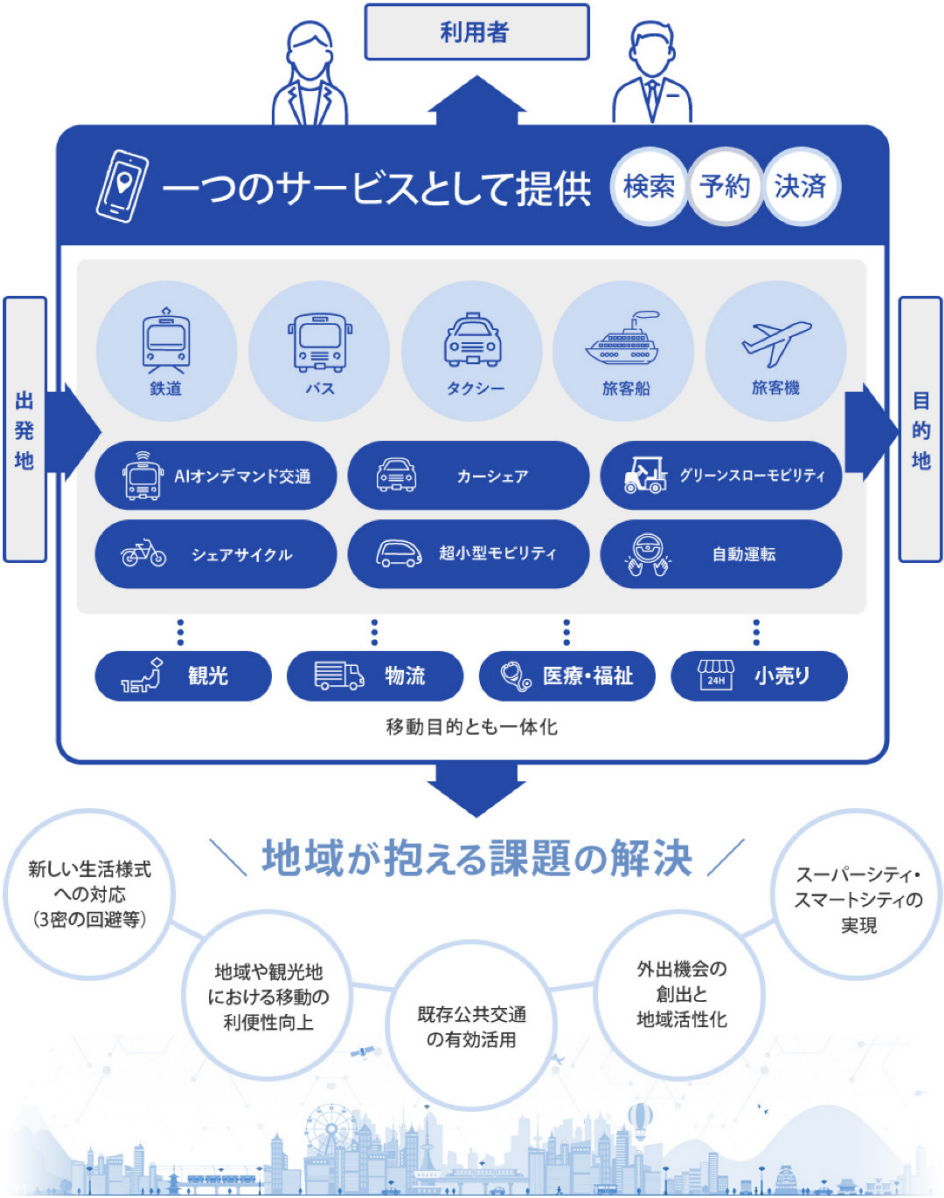 利用者
一つのサービスとして提供
検索
予約
決済
出発地
目的地
鉄道
バス
タクシー
旅客船
旅客機
AIオンデマンド交通
カーシェア
グリーンスローモビリティ
シェアサイクル
超小型モビリティ
自動運転
観光
物流
24H
医療・福祉
小売り
移動目的とも一体化
地域が抱える課題の解決
新しい生活様式
への対応
(3密の回避等)
地域や観光地
における移動の
利便性向上
既存公共交通
の有効活用
外出機会の
創出と
地域活性化
スーパーシティ・
スマートシティの
実現